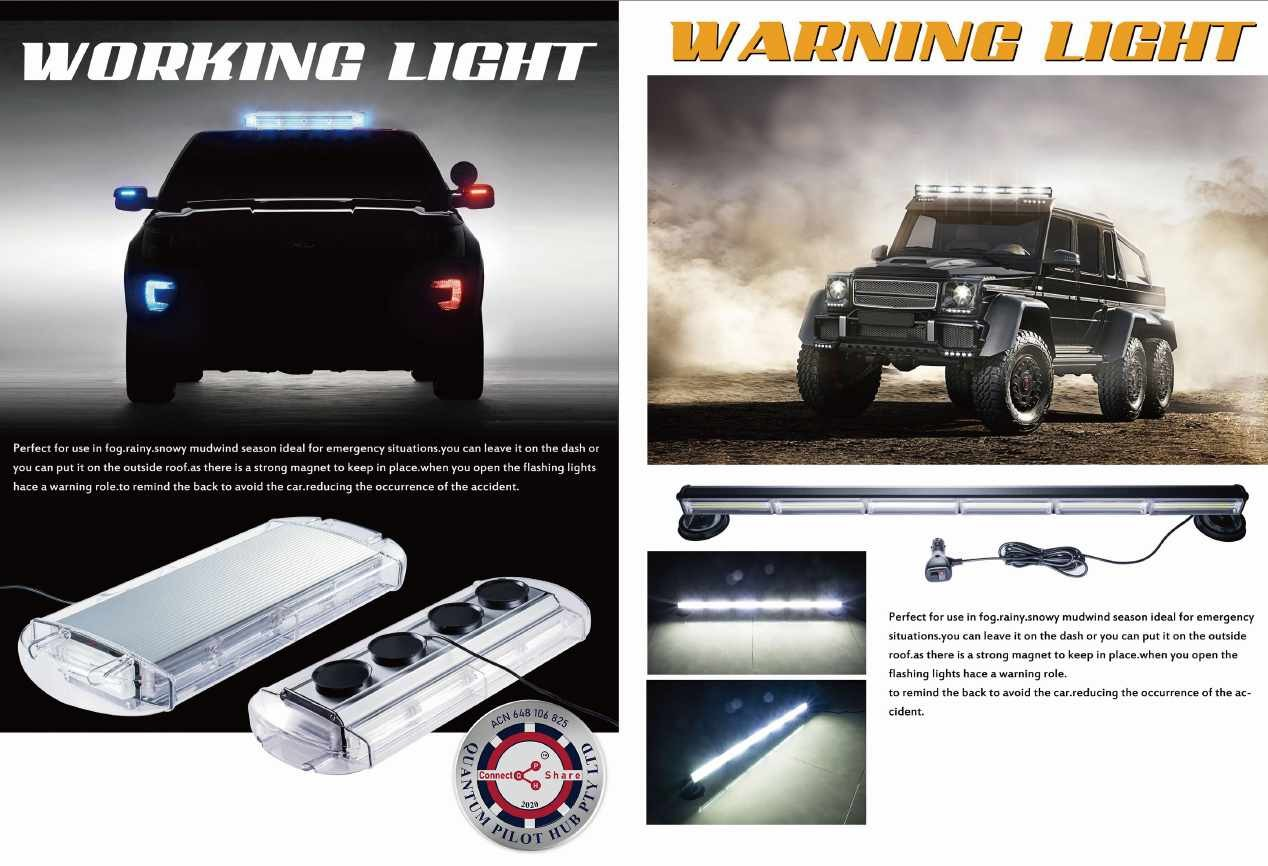 WORKING LIGHT
Perfect for use in fog.rainy.snowy mudwind season ideal for emergency situations.you can leave it on the dash or
you can put it on the outside roof.as there is a strong magnet to keep in place.when you open the flashing lights
hace a warning role.to remind the back to avoid the car.reducing the occurrence of the accident.
ACN 648 106 825
Connect Q P H Share
TM
2020
QUANTUM PILOT HUB PTY LTD
WARNING LIGHT
Perfect for use in fog.rainy.snowy mudwind season ideal for emergency
situations.you can leave it on the dash or you can put it on the outside
roof.as there is a strong magnet to keep in place.when you open the
flashing lights hace a warning role.
to remind the back to avoid the car.reducing the occurrence of the ac-
cident.